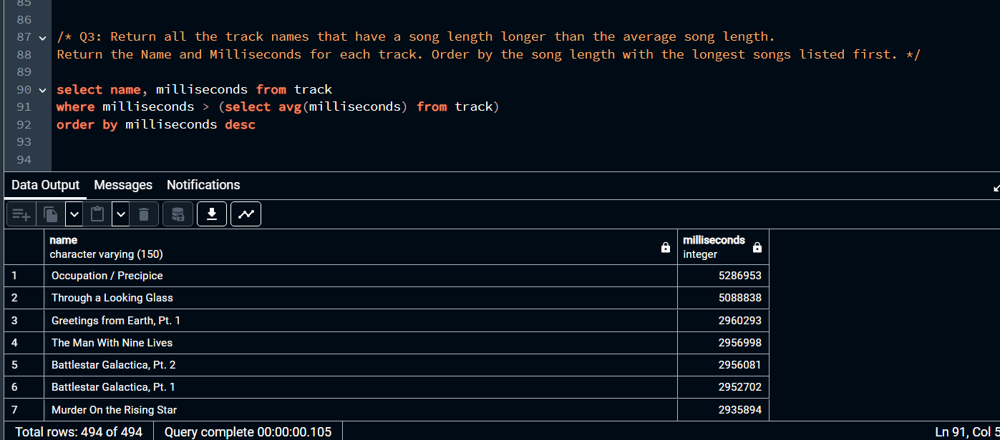 85
86
87 /* Q3: Return all the track names that have a song length longer than the average song length.
88 Return the Name and Milliseconds for each track. Order by the song length with the longest songs listed first. */
89
90 select name, milliseconds from track
91 where milliseconds > (select avg(milliseconds) from track)
92 order by milliseconds desc
93
94
Data Output Messages Notifications
name milliseconds
character varying (150) integer
1 Occupation / Precipice 5286953
2 Through a Looking Glass 5088838
3 Greetings from Earth, Pt. 1 2960293
4 The Man With Nine Lives 2956998
5 Battlestar Galactica, Pt. 2 2956081
6 Battlestar Galactica, Pt. 1 2952702
7 Murder On the Rising Star 2935894
Total rows: 494 of 494 Query complete 00:00:00.105 Ln 91, Col